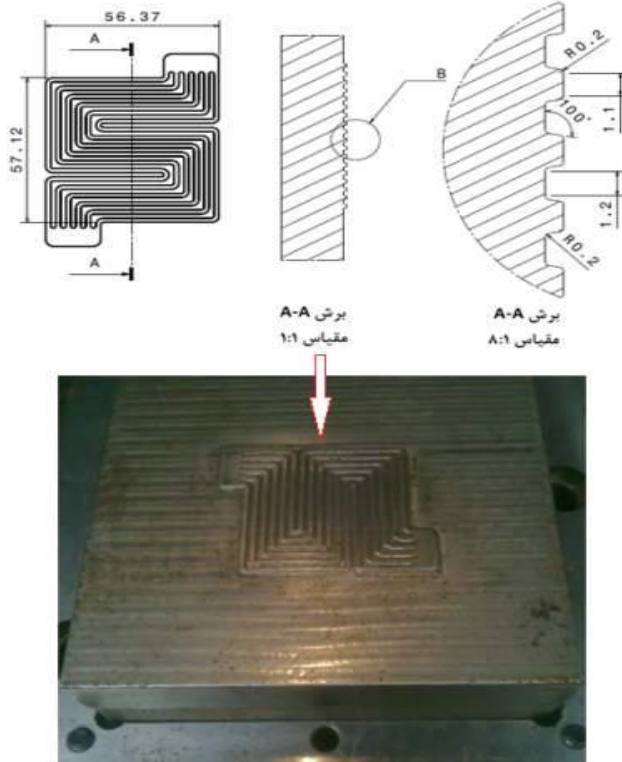 56.37
A
57.12
A
B
R0.2
100°
1.1
1.2
R0.2
برش A-A
مقیاس ۱:۱
برش A-A
مقیاس ۸:۱